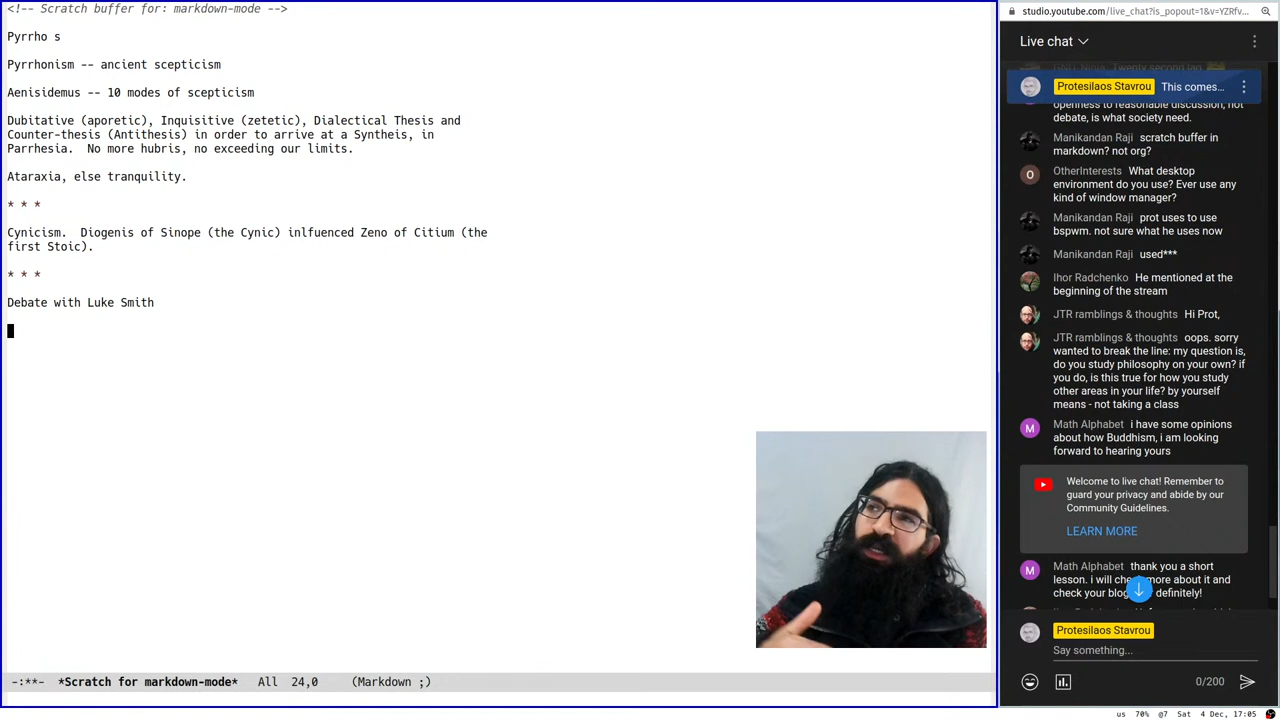 <!-- Scratch buffer for: markdown-mode -->
Pyrrho s
Pyrrhonism -- ancient scepticism
Aenisidemus -- 10 modes of scepticism
Dubitative (aporetic), Inquisitive (zetetic), Dialectical Thesis and
Counter-thesis (Antithesis) in order to arrive at a Syntheis, in
Parrhesia.  No more hubris, no exceeding our limits.
Ataraxia, else tranquility.
* * *
Cynicism.  Diogenis of Sinope (the Cynic) inlfuenced Zeno of Citium (the
first Stoic).
* * *
Debate with Luke Smith
-:**-  *Scratch for markdown-mode*   All  24,0   (Markdown ;)
studio.youtube.com/live_chat?is_popout=1&v=YZRfv...
Live chat
Twenty second lag
Protesilaos Stavrou This comes...
openness to reasonable discussion, not
debate, is what society need.
Manikandan Raji scratch buffer in
markdown? not org?
O OtherInterests What desktop
environment do you use? Ever use any
kind of window manager?
Manikandan Raji prot uses to use
bspwm. not sure what he uses now
Manikandan Raji used***
Ihor Radchenko He mentioned at the
beginning of the stream
JTR ramblings & thoughts Hi Prot,
JTR ramblings & thoughts oops. sorry
wanted to break the line: my question is,
do you study philosophy on your own? if
you do, is this true for how you study
other areas in your life? by yourself
means - not taking a class
M Math Alphabet i have some opinions
about how Buddhism, i am looking
forward to hearing yours
Welcome to live chat! Remember to
guard your privacy and abide by our
Community Guidelines.
LEARN MORE
M Math Alphabet thank you a short
lesson. i will check more about it and
check your blog definitely!
Protesilaos Stavrou
Say something...
0/200
us 70% @7 Sat 4 Dec, 17:05